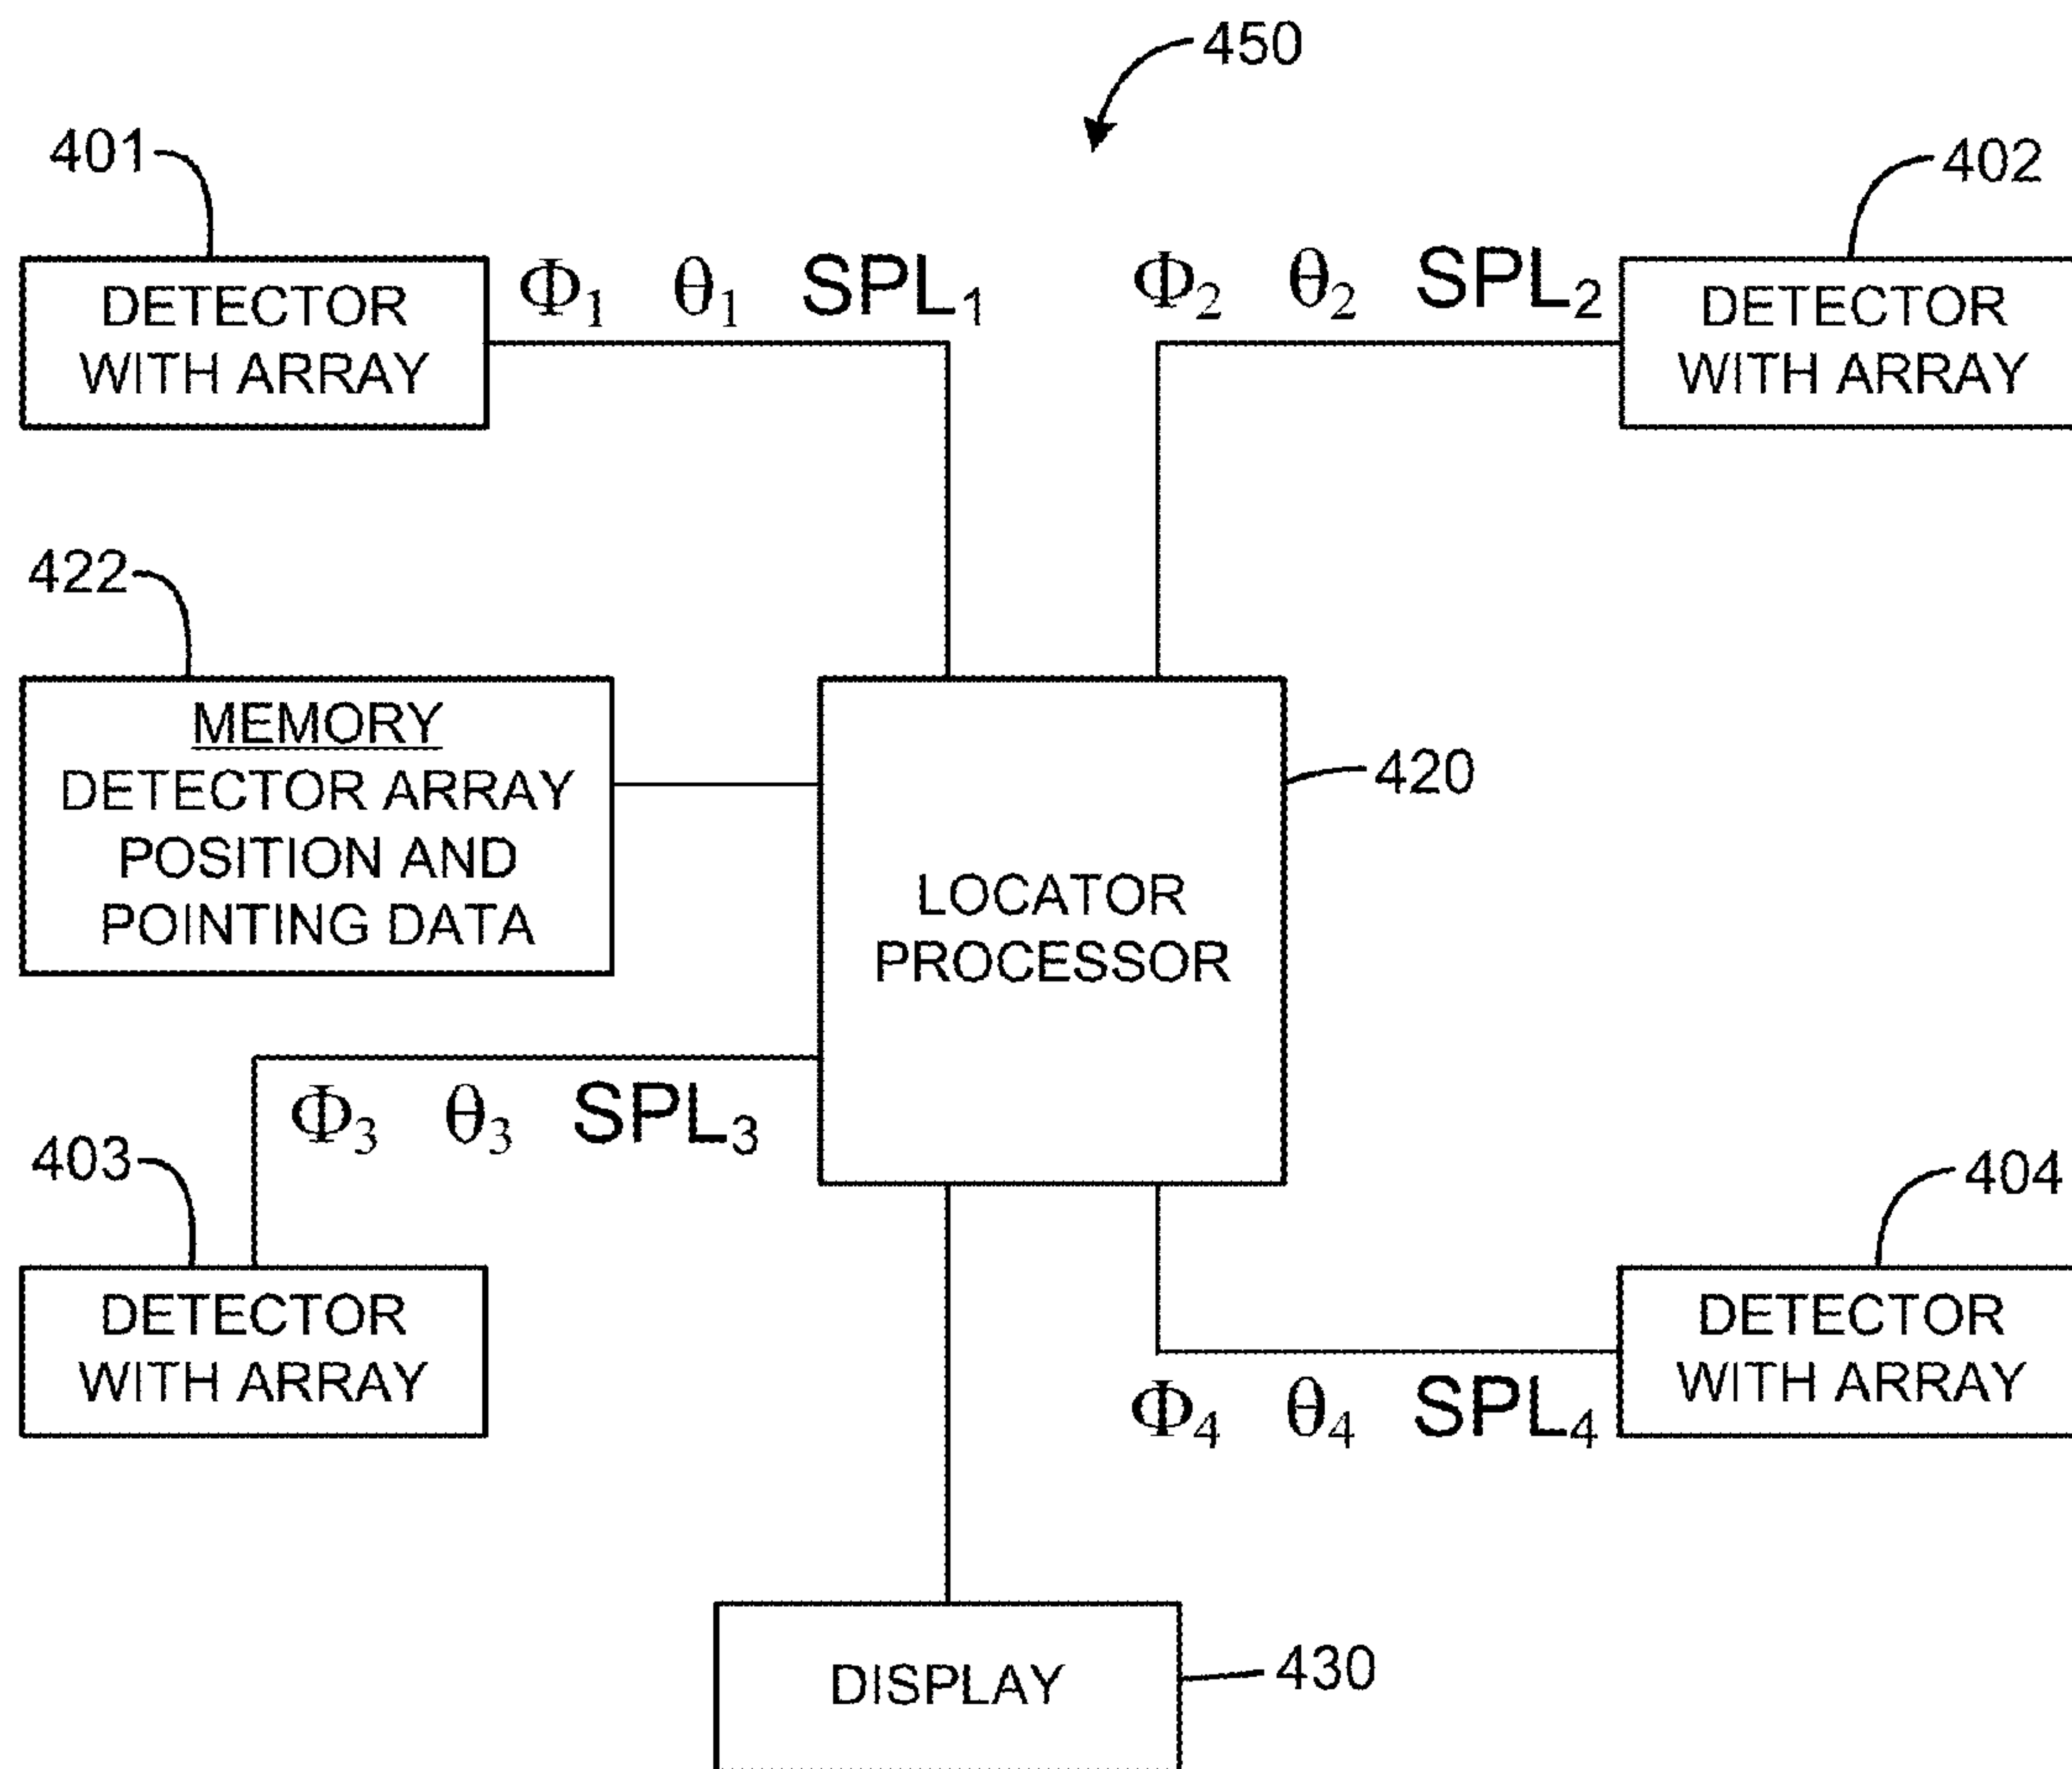 450
401
402
DETECTOR
WITH ARRAY
Φ₁ θ₁ SPL₁
Φ₂ θ₂ SPL₂
DETECTOR
WITH ARRAY
422
MEMORY
DETECTOR ARRAY
POSITION AND
POINTING DATA
420
LOCATOR
PROCESSOR
Φ₃ θ₃ SPL₃
403
404
DETECTOR
WITH ARRAY
DETECTOR
WITH ARRAY
Φ₄ θ₄ SPL₄
DISPLAY
430